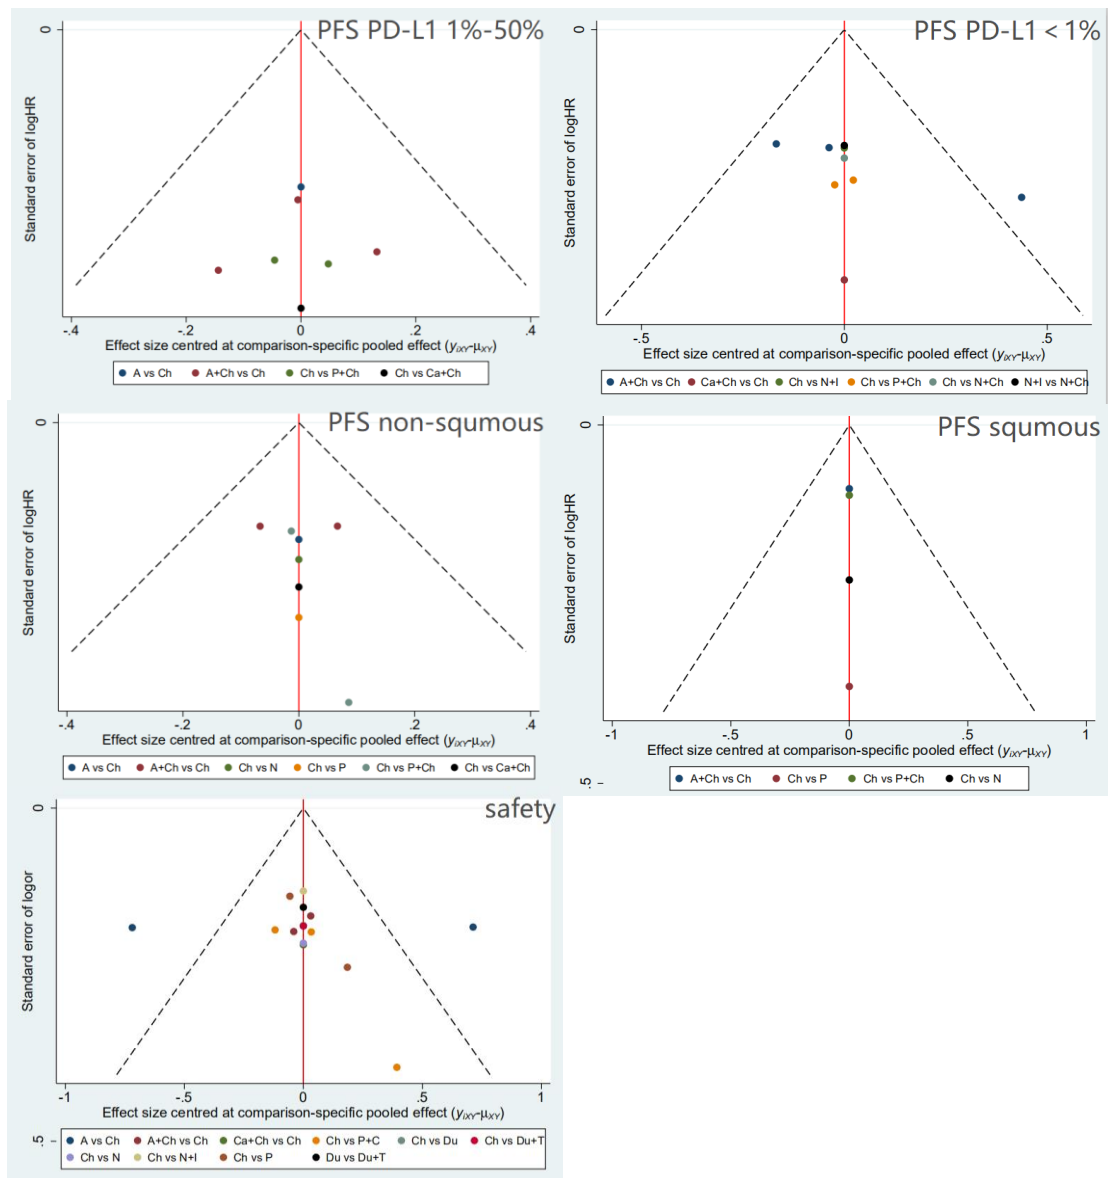 PFS PD-L1 1%-50%
0
Standard error of logHR
-.4 -.2 0 .2 .4
Effect size centred at comparison-specific pooled effect (yiXY-µXY)
A vs Ch A+Ch vs Ch Ch vs P+Ch Ch vs Ca+Ch
PFS PD-L1 < 1%
0
Standard error of logHR
-.5 0 .5
Effect size centred at comparison-specific pooled effect (yiXY-µXY)
A+Ch vs Ch Ca+Ch vs Ch Ch vs N+I Ch vs P+Ch Ch vs N+Ch N+I vs N+Ch
PFS non-squmous
0
Standard error of logHR
-.4 -.2 0 .2 .4
Effect size centred at comparison-specific pooled effect (yiXY-µXY)
A vs Ch A+Ch vs Ch Ch vs N Ch vs P Ch vs P+Ch Ch vs Ca+Ch
PFS squmous
0
Standard error of logHR
-1 -.5 0 .5 1
Effect size centred at comparison-specific pooled effect (yiXY-µXY)
.5
A+Ch vs Ch Ch vs P Ch vs P+Ch Ch vs N
safety
0
Standard error of logor
-1 -.5 0 .5 1
Effect size centred at comparison-specific pooled effect (yiXY-µXY)
.5
A vs Ch A+Ch vs Ch Ca+Ch vs Ch Ch vs P+C Ch vs Du Ch vs Du+T
Ch vs N Ch vs N+I Ch vs P Du vs Du+T